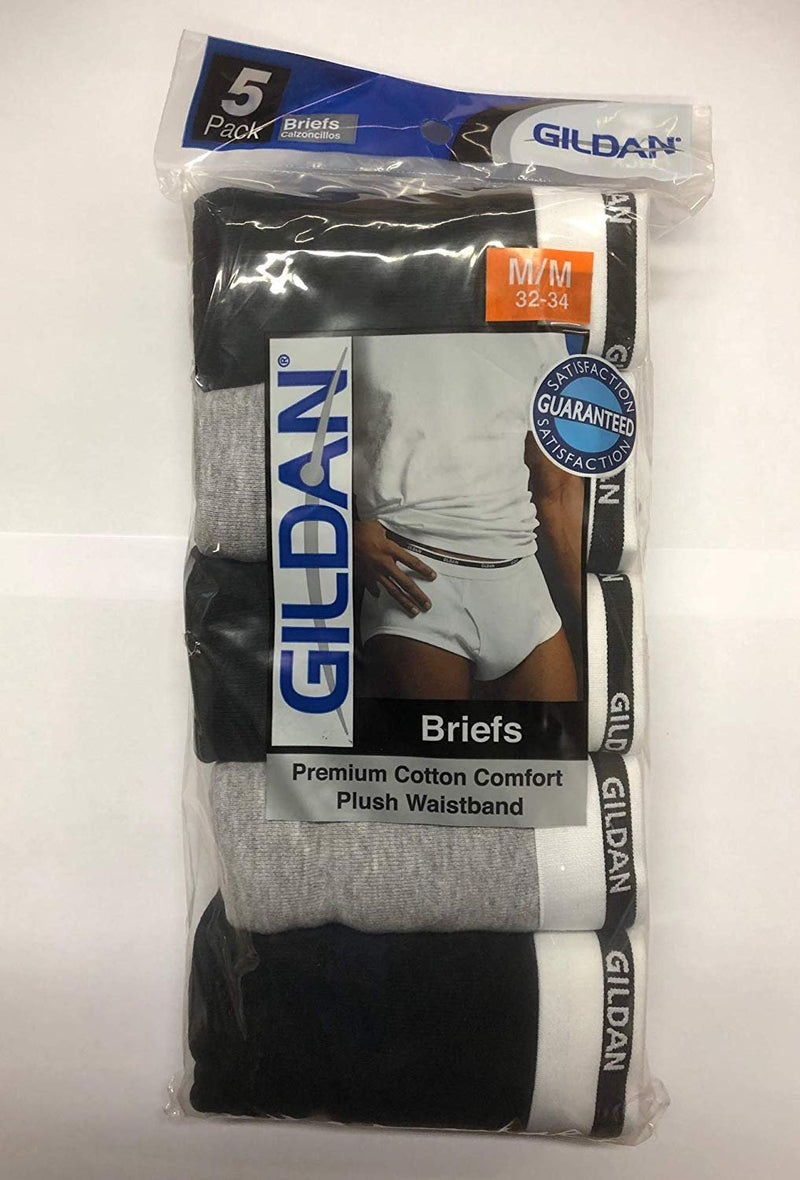 5
Pack
Briefs
Calzoncillos
GILDAN
M/M
32-34
GILDAN®
SATISFACTION
GUARANTEED
SATISFACTION
Briefs
Premium Cotton Comfort
Plush Waistband
GILD
GILDAN
GILDAN